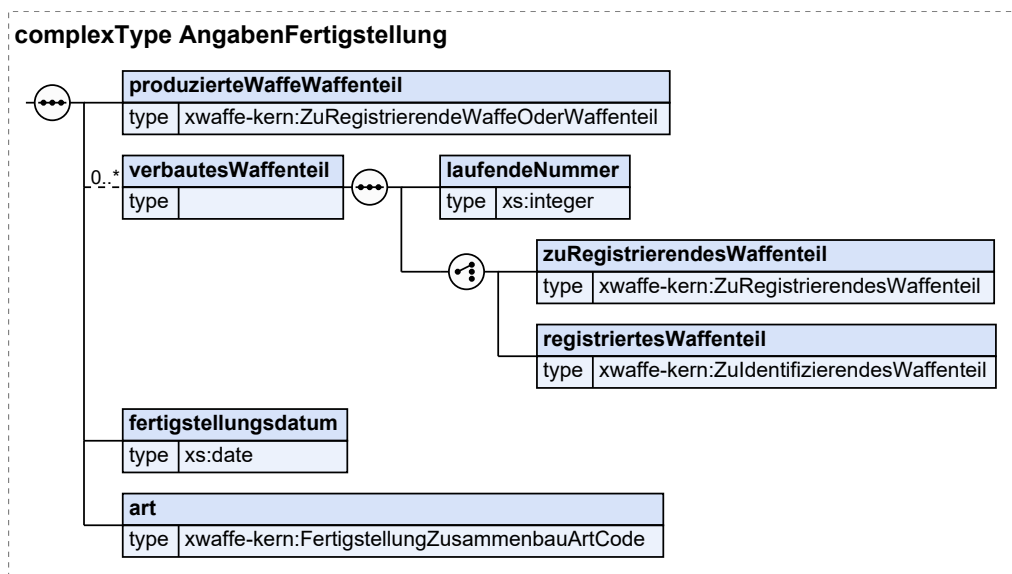 complexType AngabenFertigstellung
produzierteWaffeWaffenteil
type xwaffe-kern:ZuRegistrierendeWaffeOderWaffenteil
0..* verbautesWaffenteil
type
laufendeNummer
type xs:integer
zuRegistrierendesWaffenteil
type xwaffe-kern:ZuRegistrierendesWaffenteil
registriertesWaffenteil
type xwaffe-kern:ZuIdentifizierendesWaffenteil
fertigstellungsdatum
type xs:date
art
type xwaffe-kern:FertigstellungZusammenbauArtCode